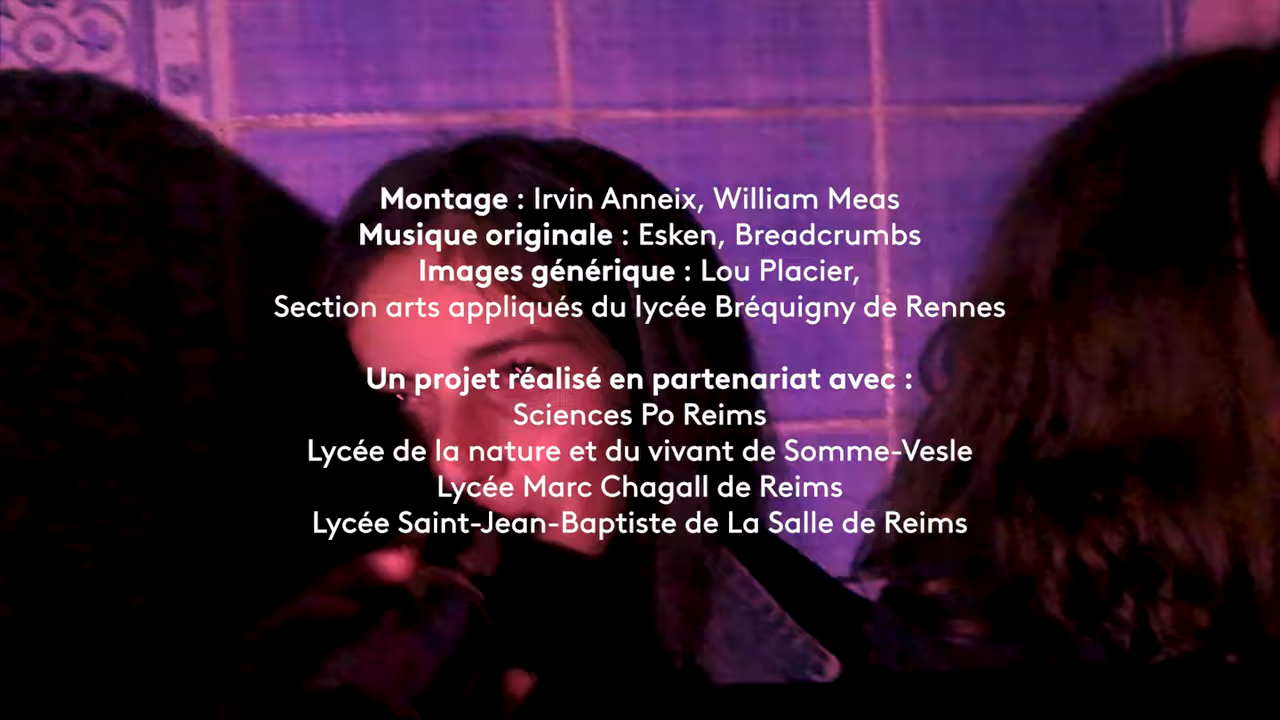 Montage : Irvin Anneix, William Meas
Musique originale : Esken, Breadcrumbs
Images générique : Lou Placier,
Section arts appliqués du lycée Bréquigny de Rennes
Un projet réalisé en partenariat avec :
Sciences Po Reims
Lycée de la nature et du vivant de Somme-Vesle
Lycée Marc Chagall de Reims
Lycée Saint-Jean-Baptiste de La Salle de Reims